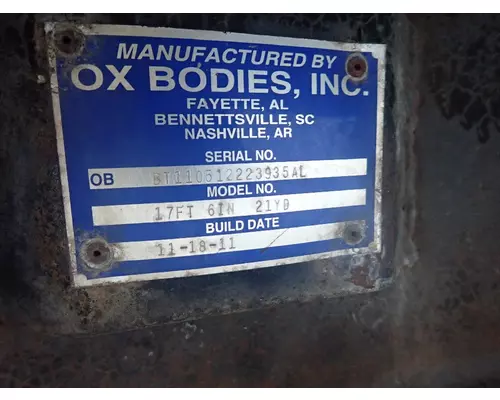 MANUFACTURED BY
OX BODIES, INC.
FAYETTE, AL
BENNETTSVILLE, SC
NASHVILLE, AR
SERIAL NO.
OB BT110512223935AL
MODEL NO.
17FT 6IN 21YD
BUILD DATE
11-18-11